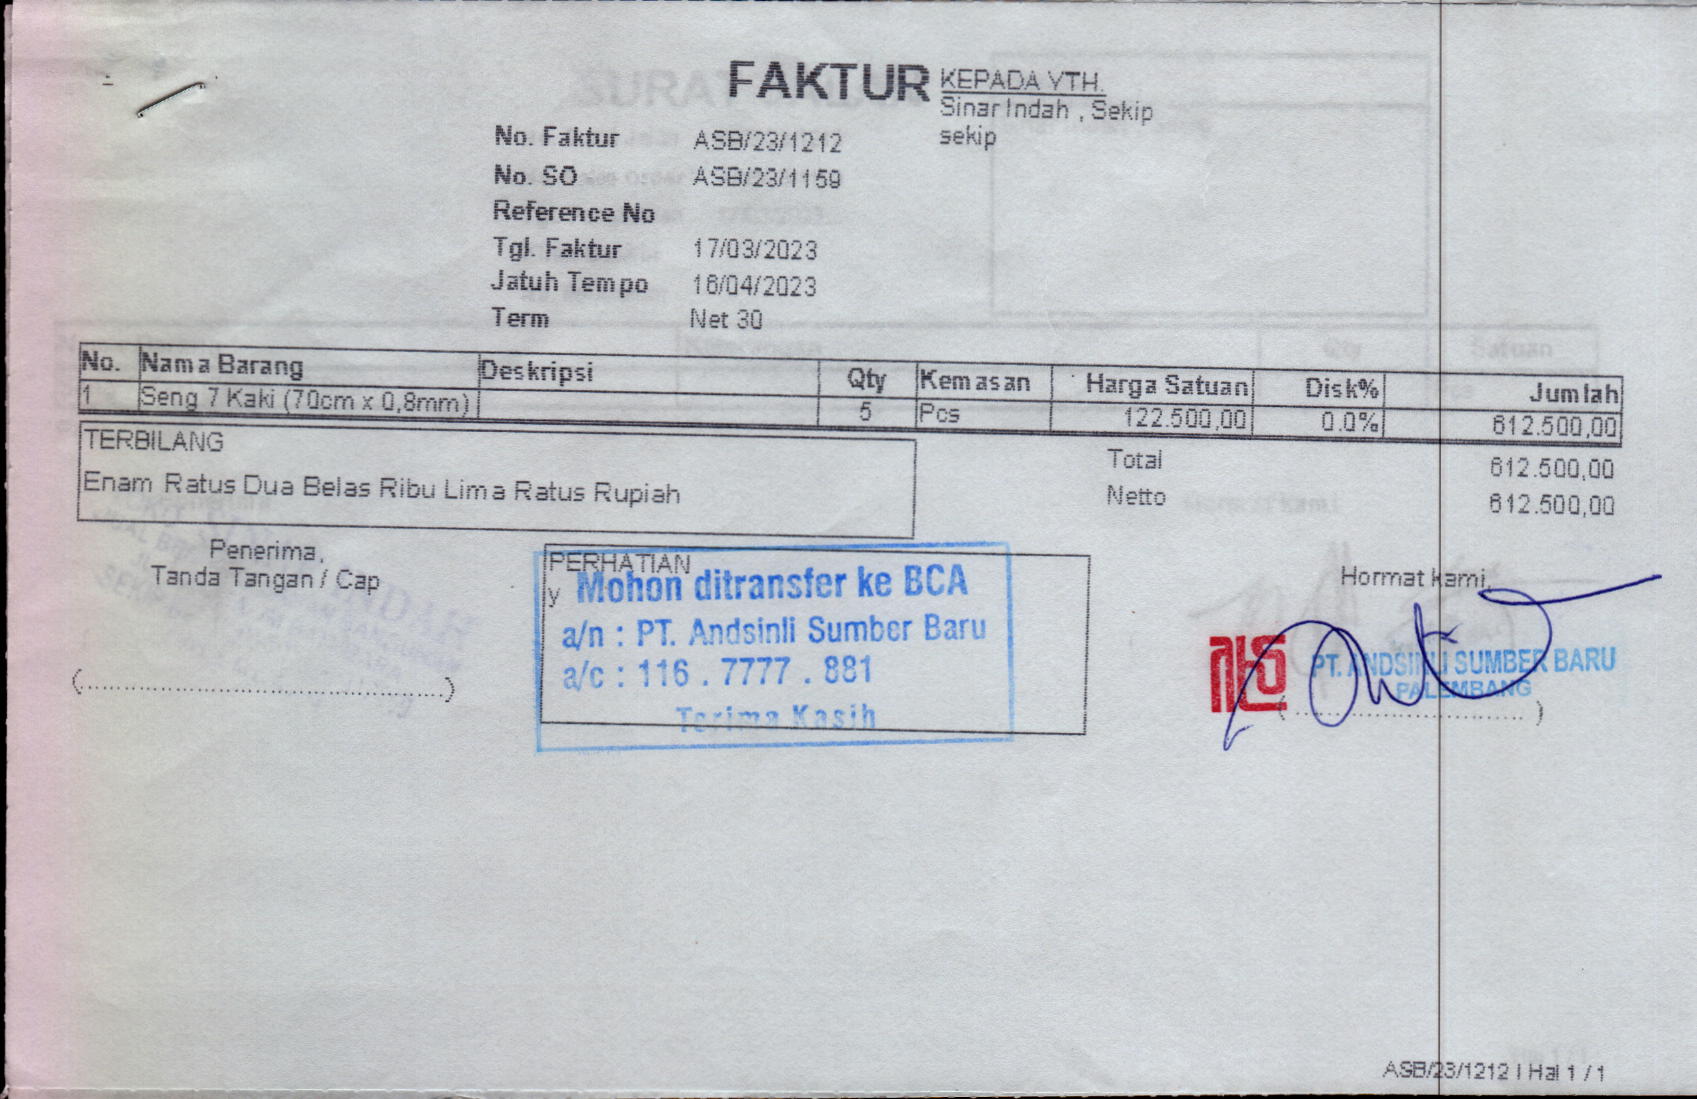 FAKTUR
KEPADA YTH.
Sinar Indah , Sekip
sekip
No. Faktur ASB/23/1212
No. SO ASB/23/1159
Reference No
Tgl. Faktur 17/03/2023
Jatuh Tempo 16/04/2023
Term Net 30
No. Nama Barang Deskripsi Qty Kemasan Harga Satuan Disk% Jumlah
1 Seng 7 Kaki (70cm x 0,8mm) 5 Pcs 122.500,00 0.0% 612.500,00
TERBILANG
Enam Ratus Dua Belas Ribu Lima Ratus Rupiah
Total 612.500,00
Netto 612.500,00
Penerima,
Tanda Tangan / Cap
(...............................................................)
PERHATIAN
y
Mohon ditransfer ke BCA
a/n : PT. Andsinli Sumber Baru
a/c : 116 . 7777 . 881
Terima Kasih
Hormat kami,
PT. ANDSINLI SUMBER BARU
PALEMBANG
(........................................)
ASB/23/1212 | Hal 1 / 1